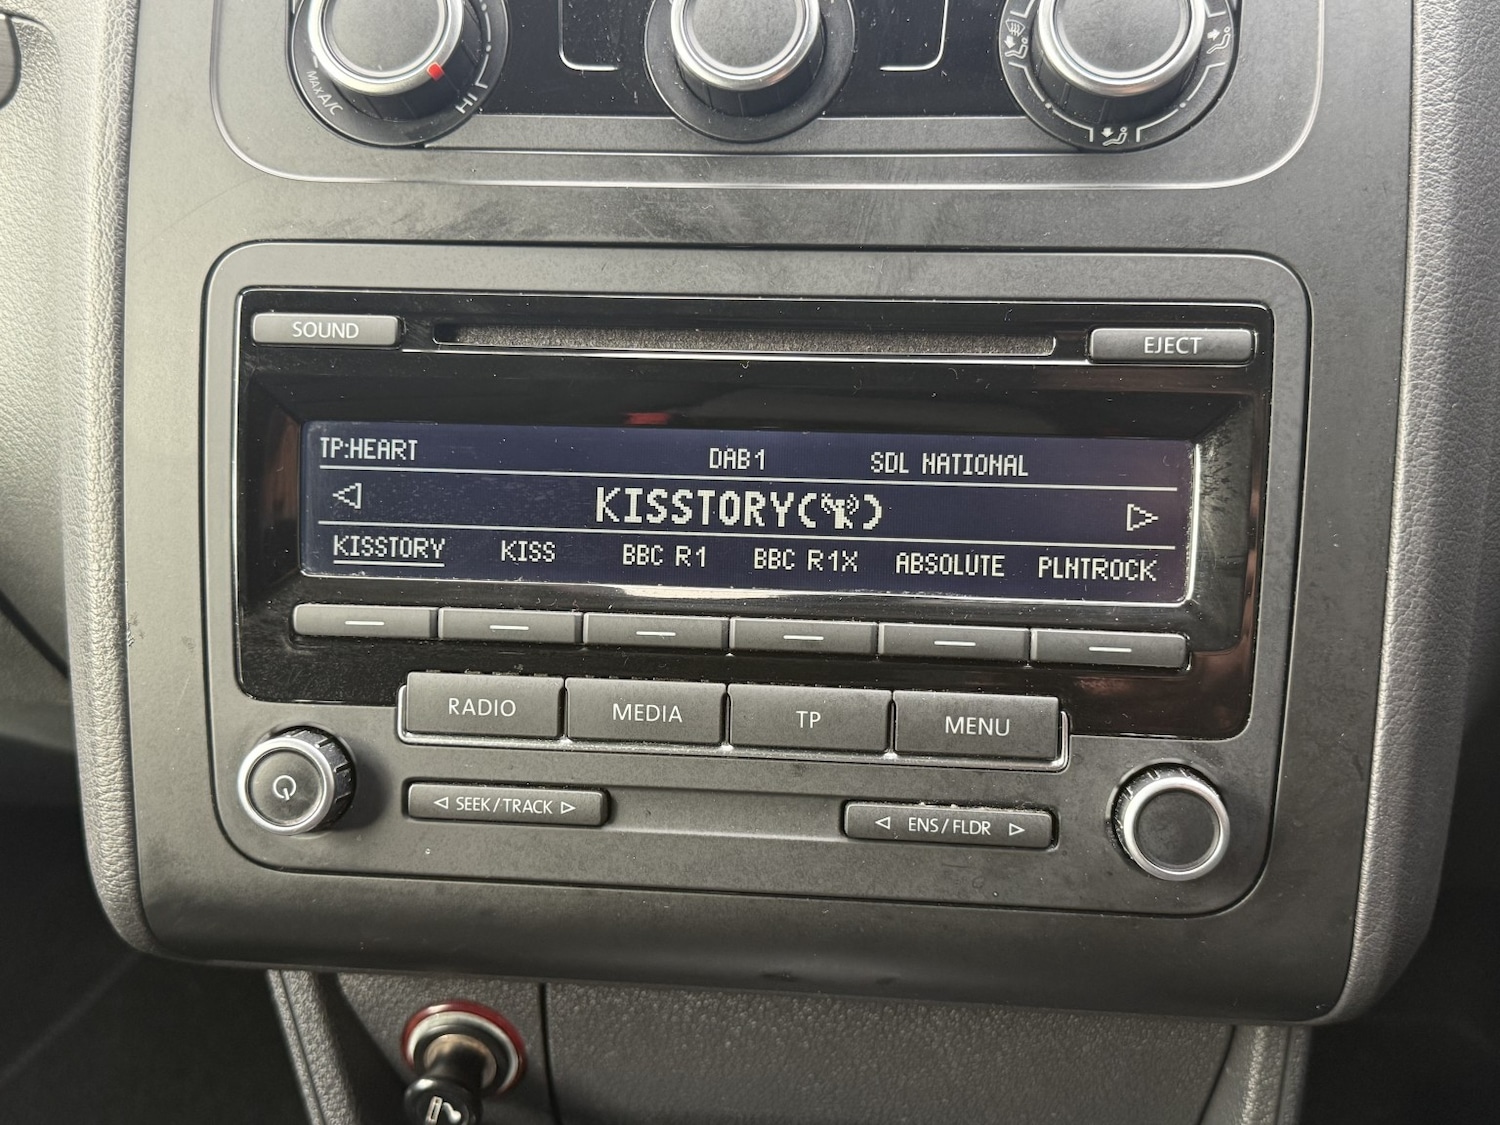 MAX A/C
HI
SOUND
EJECT
TP:HEART DAB1 SDL NATIONAL
KISSTORY( )
KISSTORY KISS BBC R1 BBC R1X ABSOLUTE PLNTROCK
RADIO MEDIA TP MENU
SEEK/TRACK ENS/FLDR